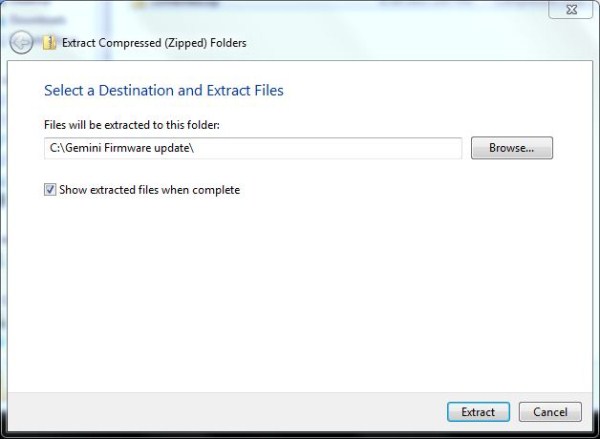 Extract Compressed (Zipped) Folders
Select a Destination and Extract Files
Files will be extracted to this folder:
C:\Gemini Firmware update\
Browse...
Show extracted files when complete
Extract
Cancel